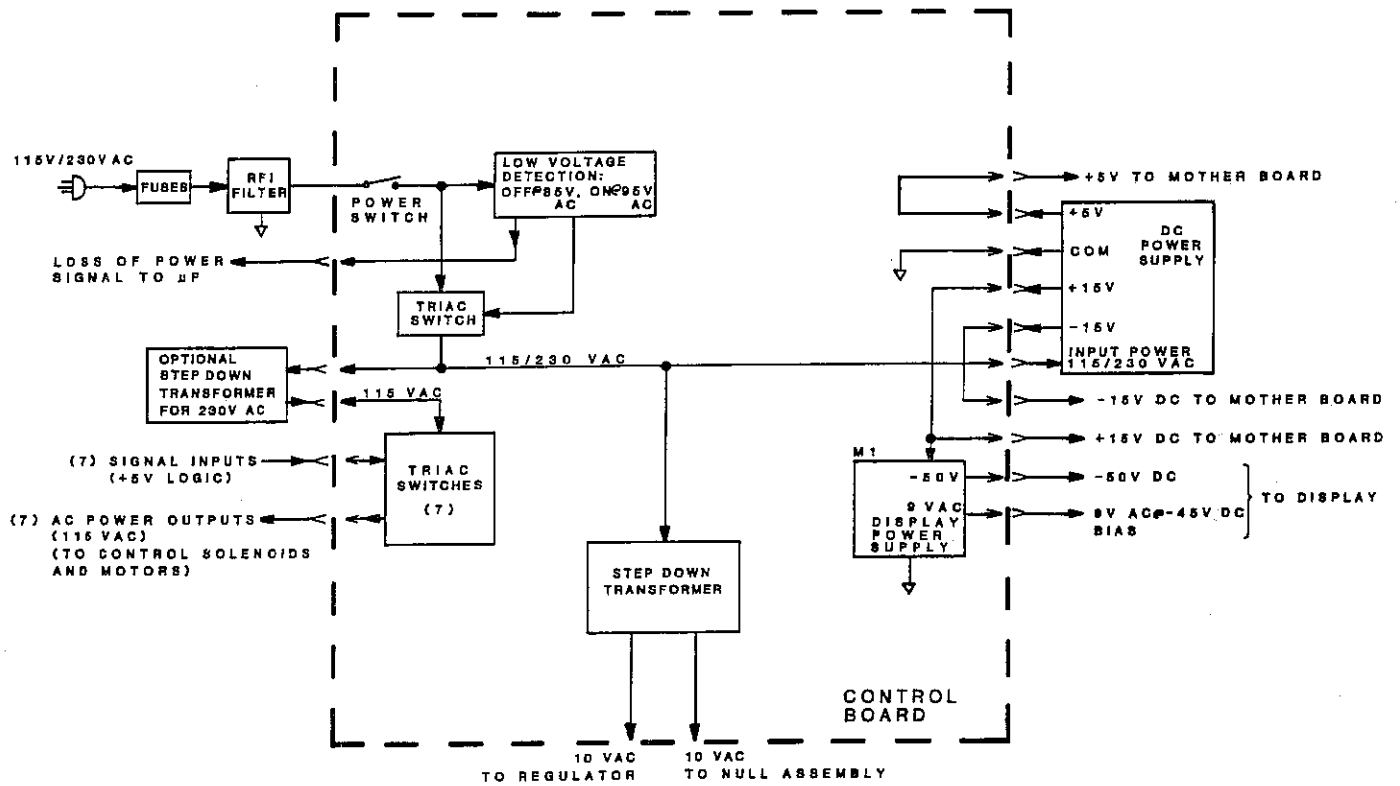 115V/230VAC
FUSES
RFI
FILTER
POWER
SWITCH
LOW VOLTAGE
DETECTION:
OFF@85V, ON@95V
AC AC
LOSS OF POWER
SIGNAL TO µP
TRIAC
SWITCH
OPTIONAL
STEP DOWN
TRANSFORMER
FOR 230V AC
115/230 VAC
115 VAC
(7) SIGNAL INPUTS
(+5V LOGIC)
TRIAC
SWITCHES
(7)
(7) AC POWER OUTPUTS
(115 VAC)
(TO CONTROL SOLENOIDS
AND MOTORS)
STEP DOWN
TRANSFORMER
10 VAC
TO REGULATOR
10 VAC
TO NULL ASSEMBLY
CONTROL
BOARD
+5V TO MOTHER BOARD
+5V
DC
POWER
SUPPLY
COM
+15V
-15V
INPUT POWER
115/230 VAC
-15V DC TO MOTHER BOARD
+15V DC TO MOTHER BOARD
M1
-50V
9 VAC
DISPLAY
POWER
SUPPLY
-50V DC
9V AC@-45V DC
BIAS
TO DISPLAY